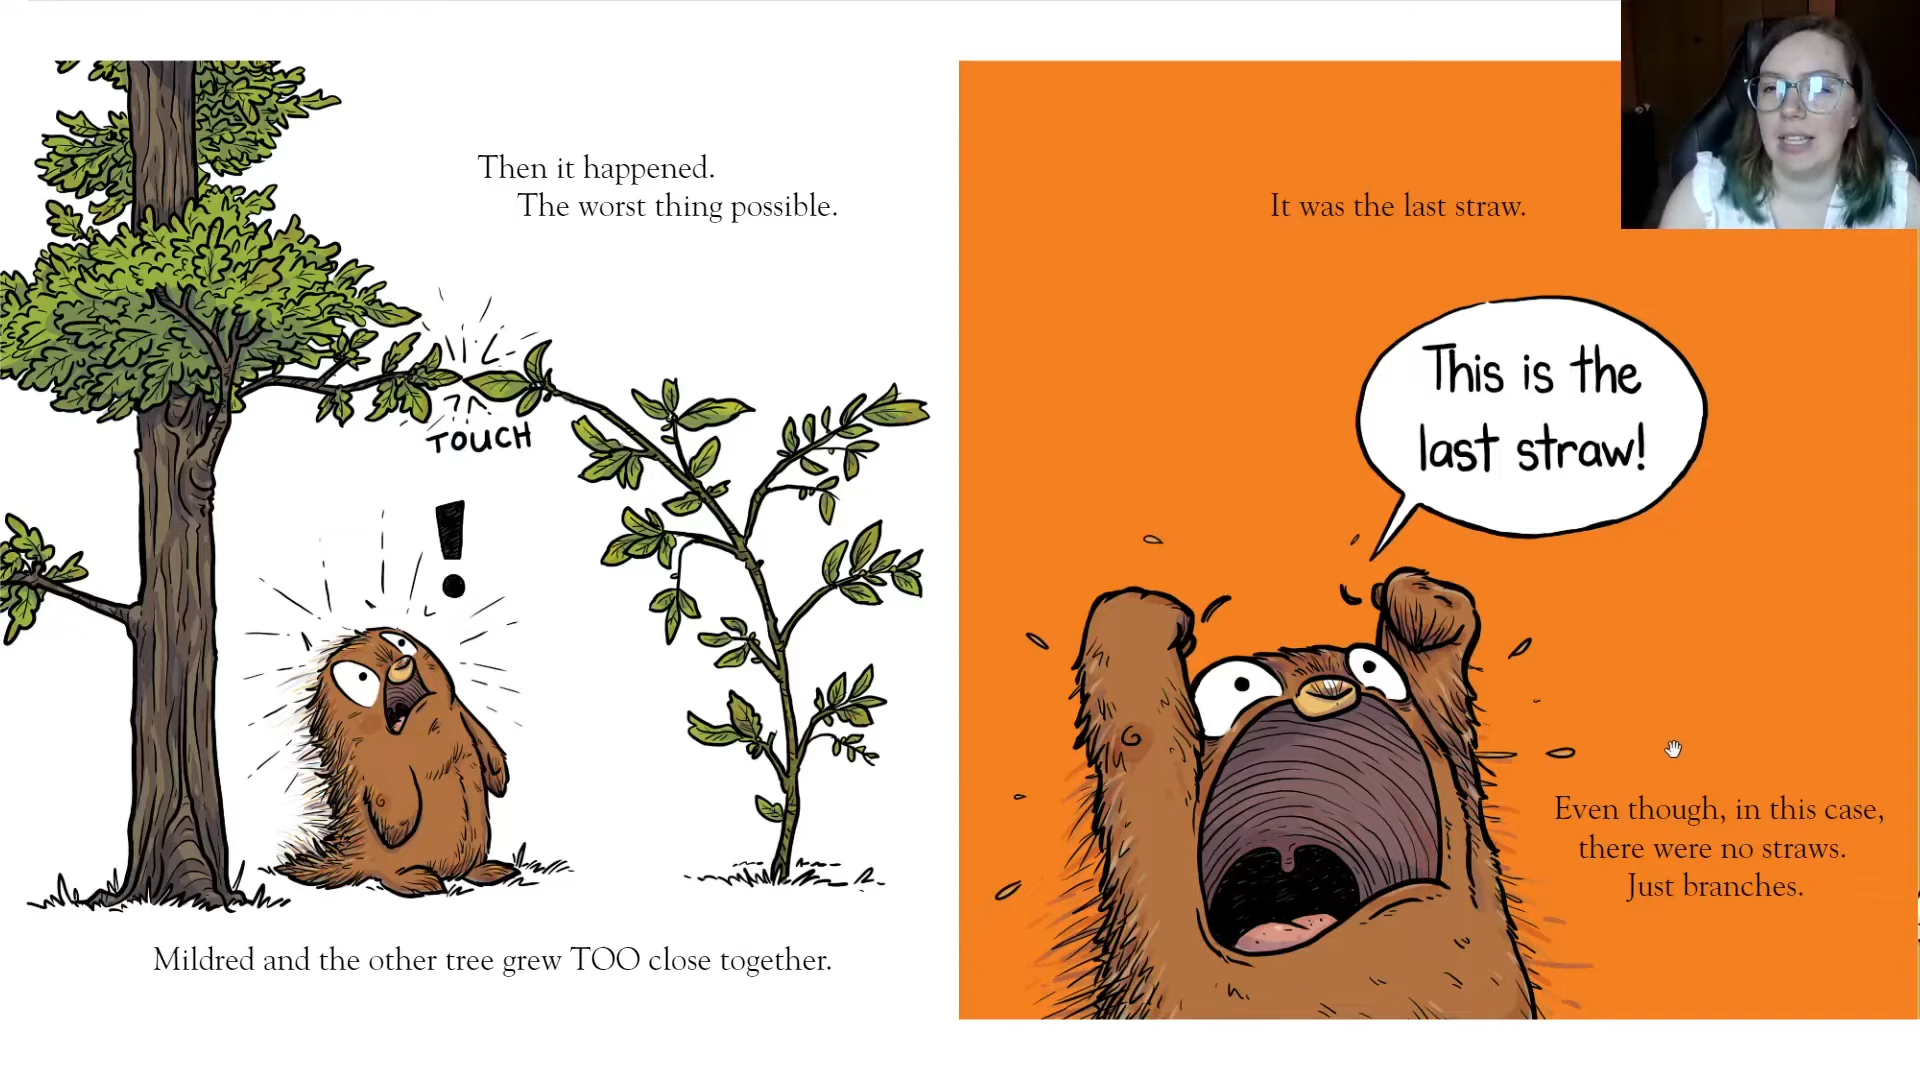 Then it happened.
The worst thing possible.
TOUCH
!
Mildred and the other tree grew TOO close together.
It was the last straw.
This is the
last straw!
Even though, in this case,
there were no straws.
Just branches.